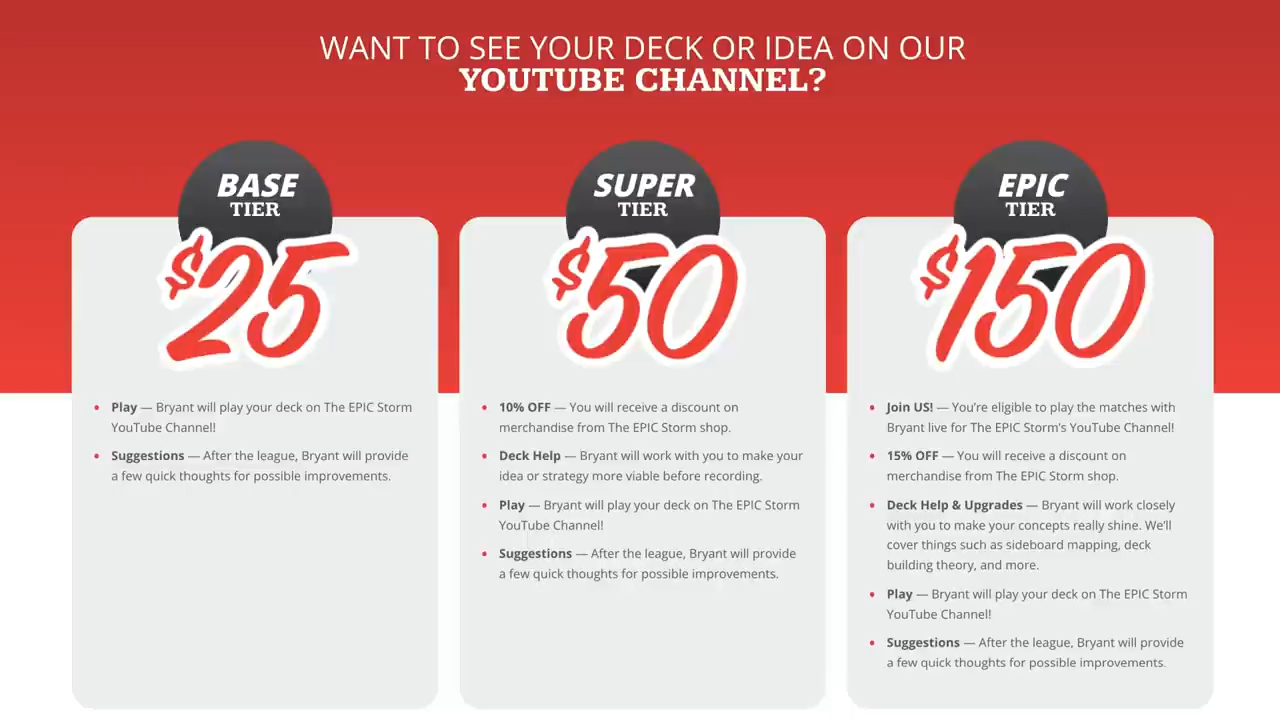 WANT TO SEE YOUR DECK OR IDEA ON OUR
YOUTUBE CHANNEL?
BASE
TIER
$25
• Play — Bryant will play your deck on The EPIC Storm
YouTube Channel!
• Suggestions — After the league, Bryant will provide
a few quick thoughts for possible improvements.
SUPER
TIER
$50
• 10% OFF — You will receive a discount on
merchandise from The EPIC Storm shop.
• Deck Help — Bryant will work with you to make your
idea or strategy more viable before recording.
• Play — Bryant will play your deck on The EPIC Storm
YouTube Channel!
• Suggestions — After the league, Bryant will provide
a few quick thoughts for possible improvements.
EPIC
TIER
$150
• Join US! — You’re eligible to play the matches with
Bryant live for The EPIC Storm’s YouTube Channel!
• 15% OFF — You will receive a discount on
merchandise from The EPIC Storm shop.
• Deck Help & Upgrades — Bryant will work closely
with you to make your concepts really shine. We’ll
cover things such as sideboard mapping, deck
building theory, and more.
• Play — Bryant will play your deck on The EPIC Storm
YouTube Channel!
• Suggestions — After the league, Bryant will provide
a few quick thoughts for possible improvements.